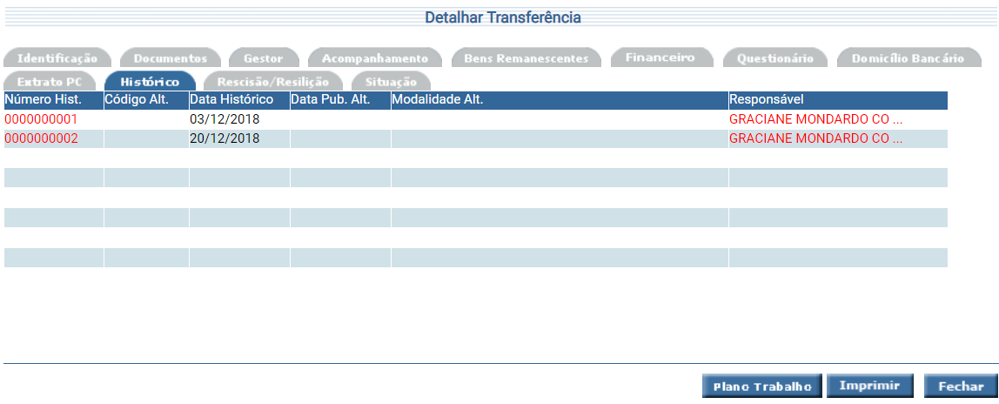 Detalhar Transferência
Identificação Documentos Gestor Acompanhamento Bens Remanescentes Financeiro Questionário Domicílio Bancário
Extrato PC Histórico Rescisão/Resilição Situação
Número Hist. Código Alt. Data Histórico Data Pub. Alt. Modalidade Alt. Responsável
0000000001 03/12/2018 GRACIANE MONDARDO CO ...
0000000002 20/12/2018 GRACIANE MONDARDO CO ...
Plano Trabalho Imprimir Fechar